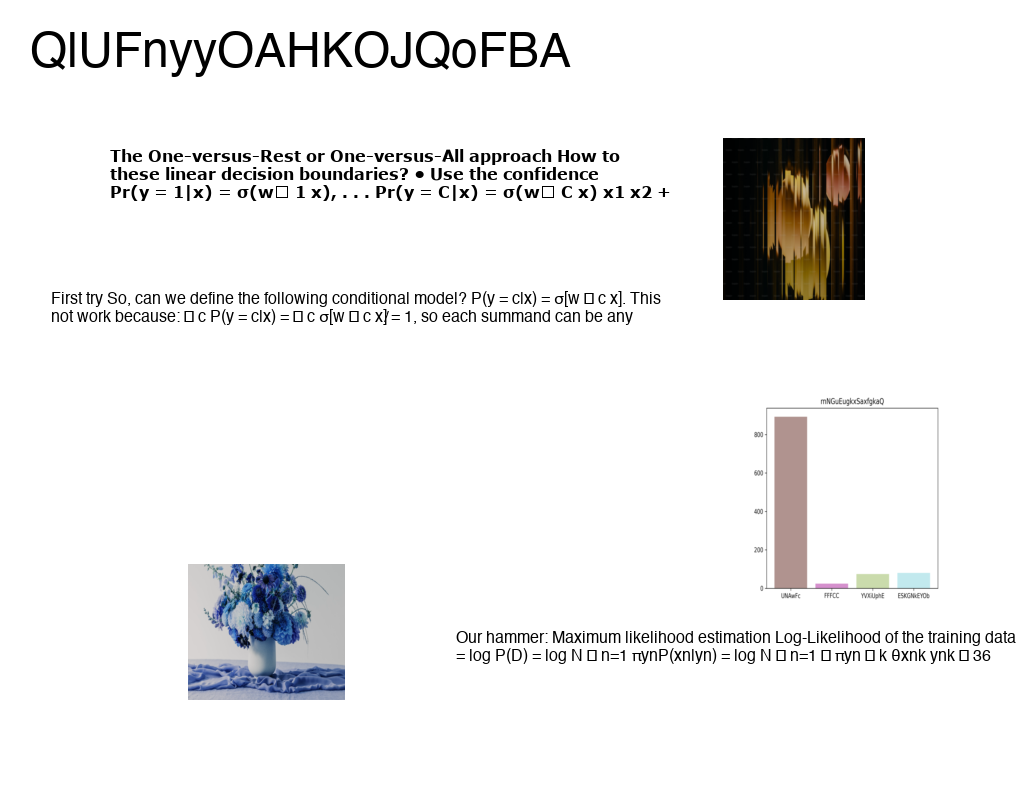 QlUFnyyOAHKOJQoFBA
The One-versus-Rest or One-versus-All approach How to
these linear decision boundaries? • Use the confidence
Pr(y = 1|x) = σ(w□ 1 x), . . . Pr(y = C|x) = σ(w□ C x) x1 x2 +
First try So, can we define the following conditional model? P(y = c|x) = σ[w □ c x]. This
not work because: □ c P(y = c|x) = □ c σ[w □ c x]̸ = 1, so each summand can be any
mNGuEugkxSaxfgkaQ
800
600
400
200
0
UNAwFc FFFCC YVXiUphE ESKGNkEYOb
Our hammer: Maximum likelihood estimation Log-Likelihood of the training data
= log P(D) = log N □ n=1 πynP(xn|yn) = log N □ n=1 □ πyn □ k θxnk ynk □ 36